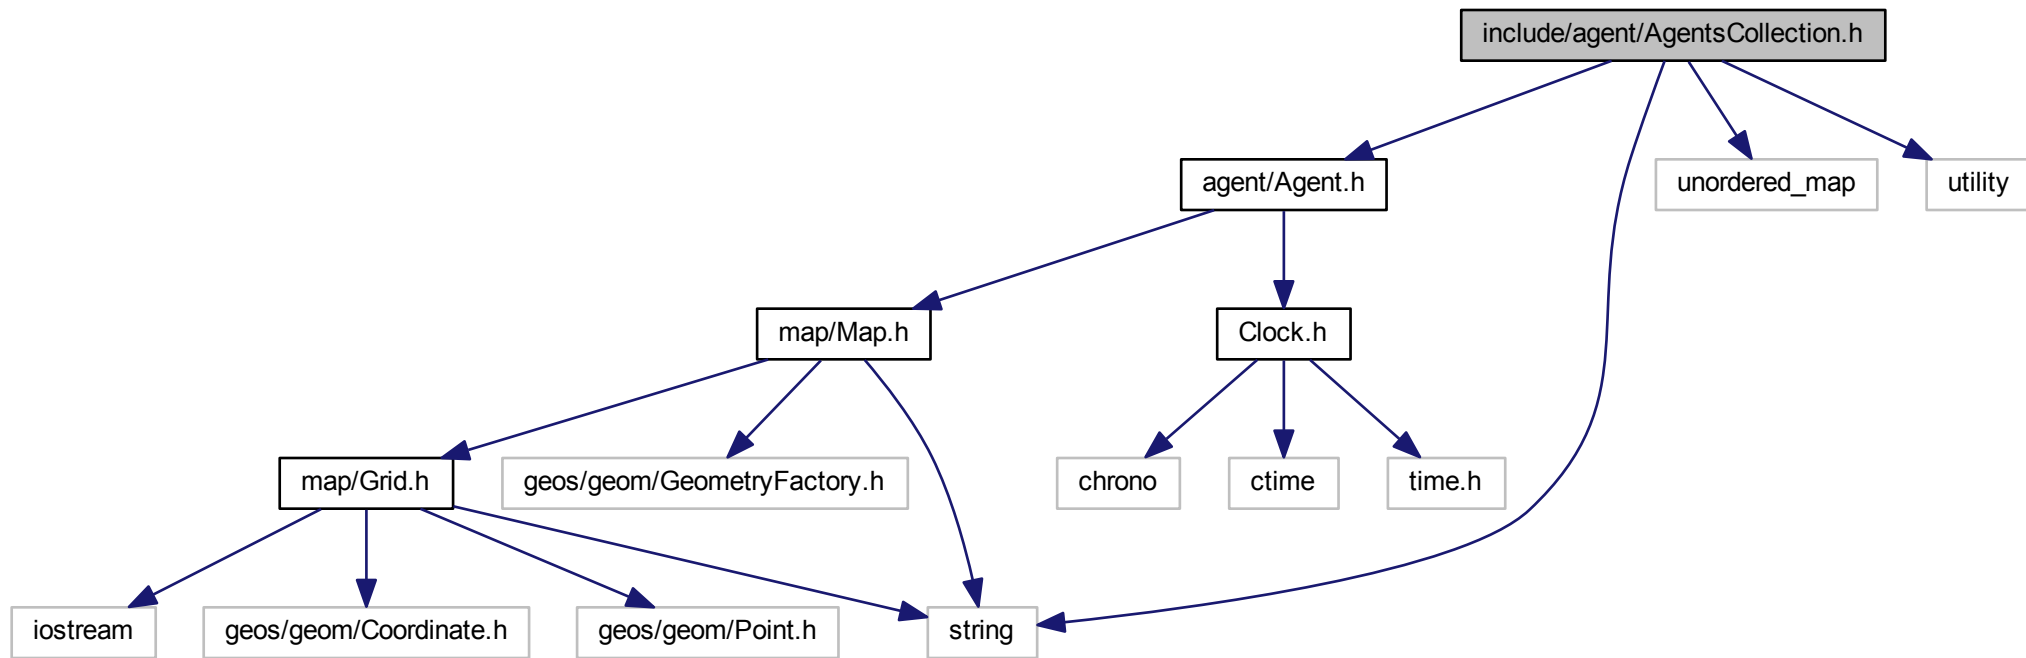 include/agent/AgentsCollection.h
agent/Agent.h
unordered_map
utility
map/Map.h
Clock.h
map/Grid.h
geos/geom/GeometryFactory.h
chrono
ctime
time.h
iostream
geos/geom/Coordinate.h
geos/geom/Point.h
string